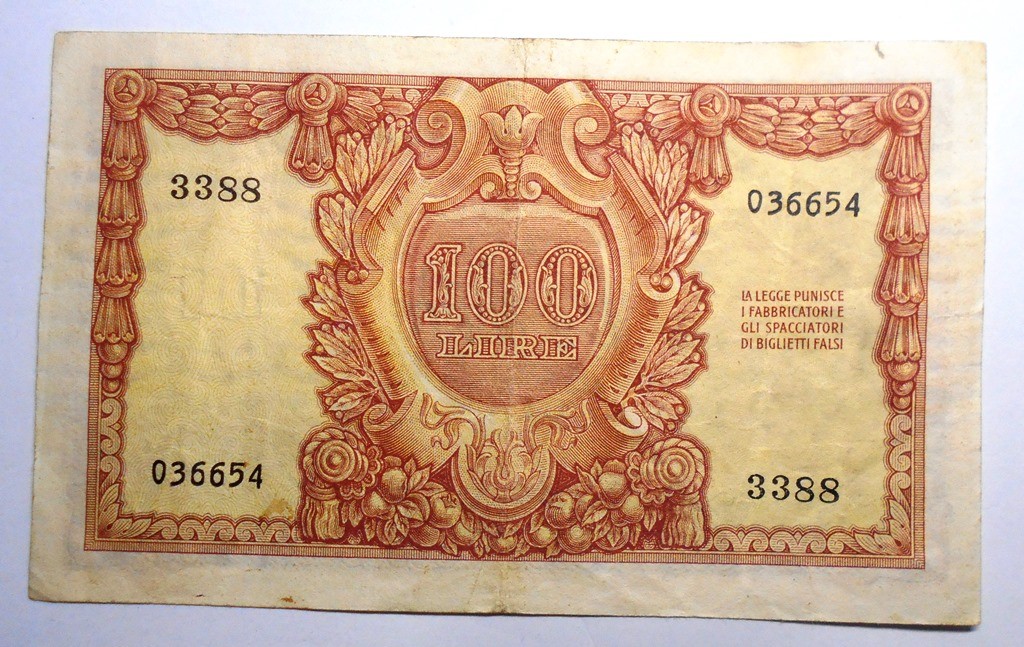 3388
036654
100
LIRE
LA LEGGE PUNISCE
I FABBRICATORI E
GLI SPACCIATORI
DI BIGLIETTI FALSI
036654
3388